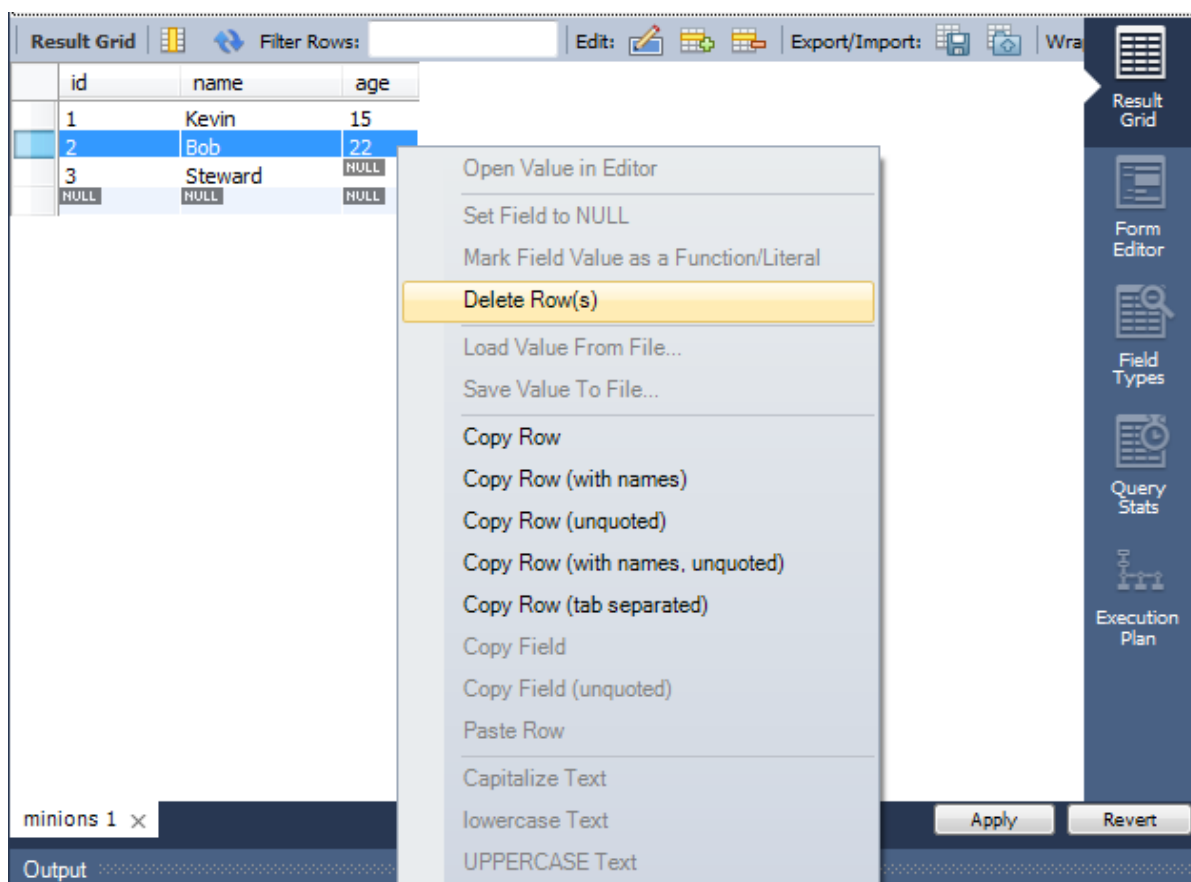 Result Grid Filter Rows: Edit: Export/Import: Wra
id name age
1 Kevin 15
2 Bob 22
3 Steward NULL
NULL NULL NULL
Open Value in Editor
Set Field to NULL
Mark Field Value as a Function/Literal
Delete Row(s)
Load Value From File...
Save Value To File...
Copy Row
Copy Row (with names)
Copy Row (unquoted)
Copy Row (with names, unquoted)
Copy Row (tab separated)
Copy Field
Copy Field (unquoted)
Paste Row
Capitalize Text
lowercase Text
UPPERCASE Text
Result
Grid
Form
Editor
Field
Types
Query
Stats
Execution
Plan
minions 1
Apply Revert
Output